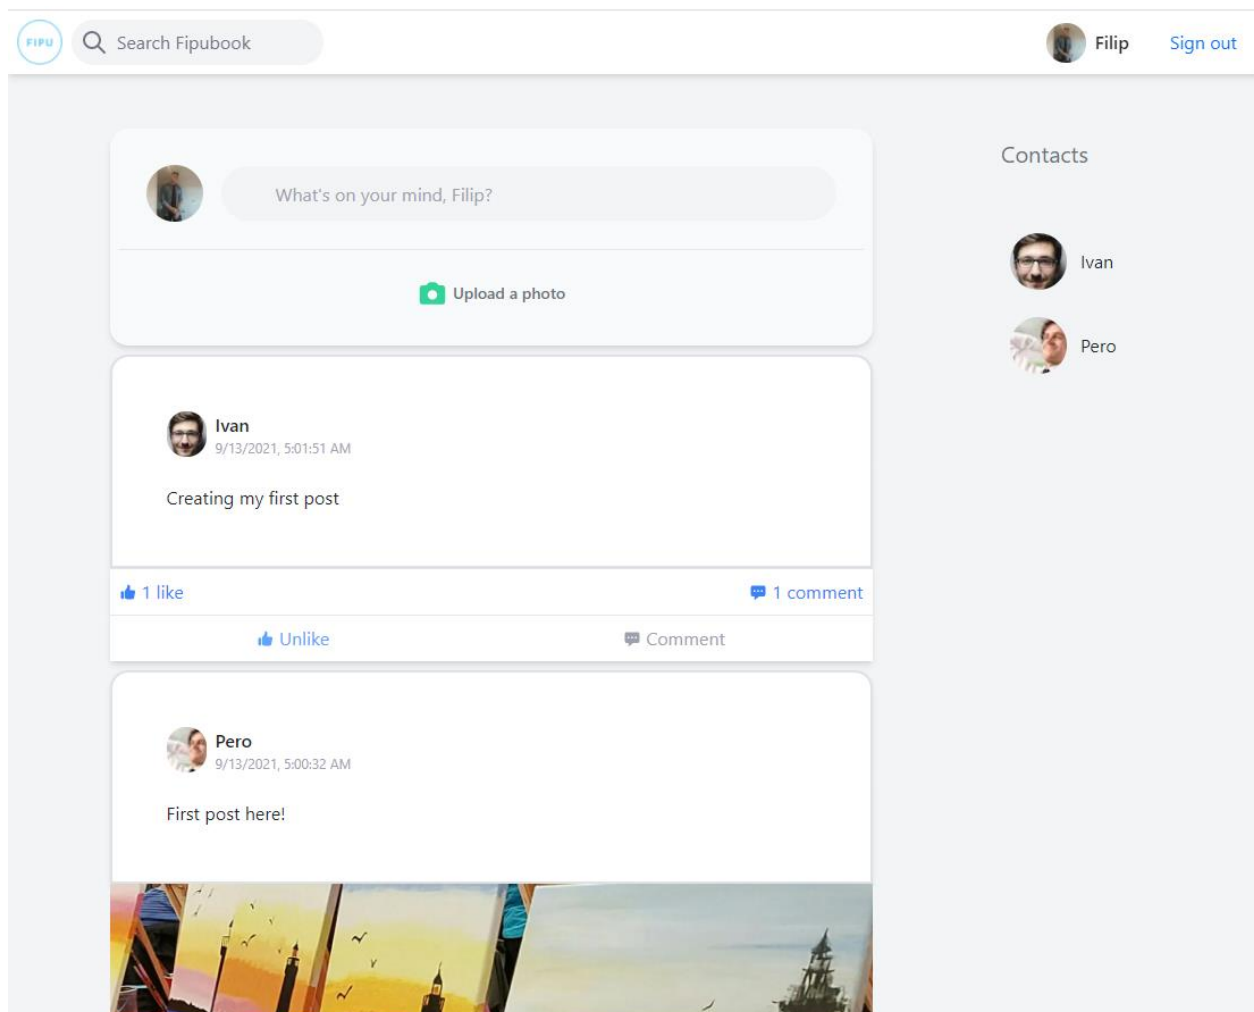 FIPU
Search Fipubook
Filip
Sign out
What's on your mind, Filip?
Upload a photo
Contacts
Ivan
Pero
Ivan
9/13/2021, 5:01:51 AM
Creating my first post
1 like
1 comment
Unlike
Comment
Pero
9/13/2021, 5:00:32 AM
First post here!